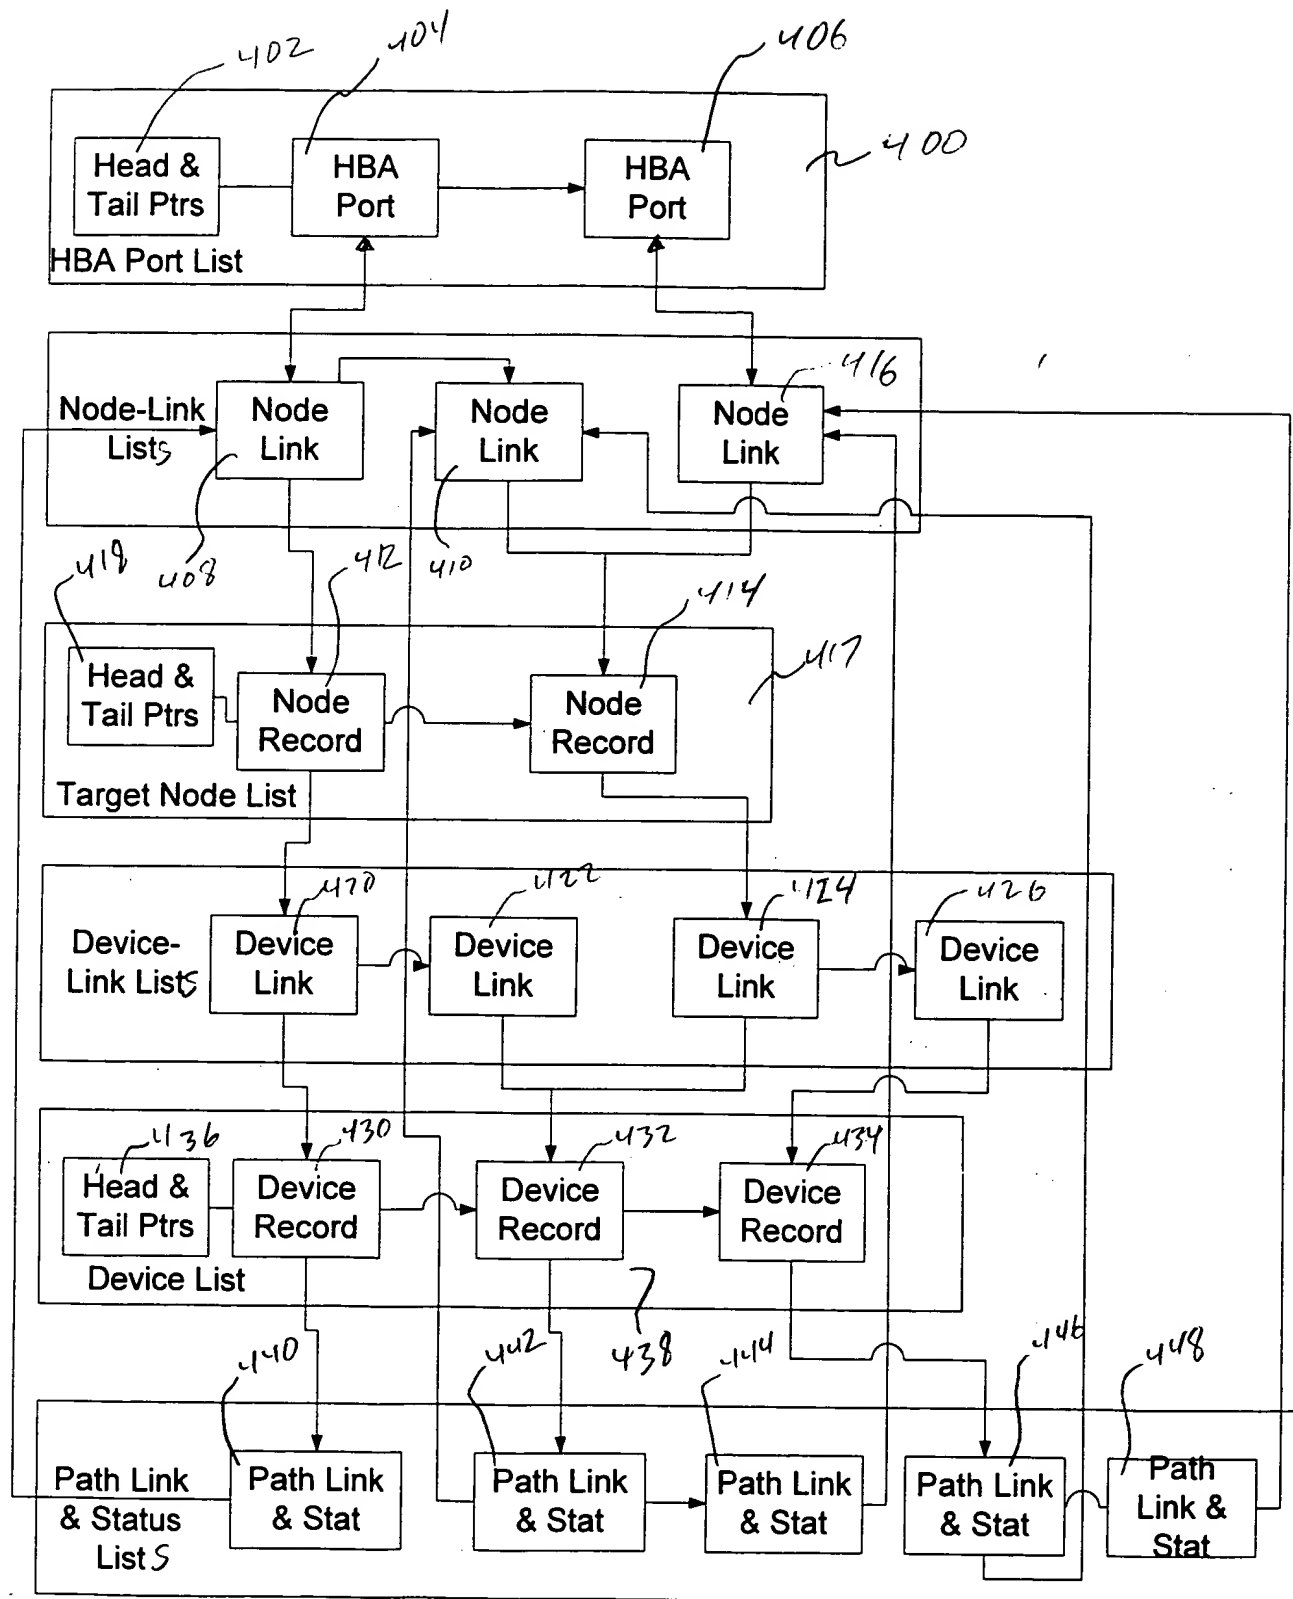 402
404
406
400
Head &
Tail Ptrs
HBA
Port
HBA
Port
HBA Port List
416
Node-Link
Lists
Node
Link
Node
Link
Node
Link
408
410
418
412
414
417
Head &
Tail Ptrs
Node
Record
Node
Record
Target Node List
420
422
424
426
Device-
Link Lists
Device
Link
Device
Link
Device
Link
Device
Link
436
430
432
434
Head &
Tail Ptrs
Device
Record
Device
Record
Device
Record
Device List
438
440
442
444
446
448
Path Link
& Status
Lists
Path Link
& Stat
Path Link
& Stat
Path Link
& Stat
Path Link
& Stat
Path
Link &
Stat